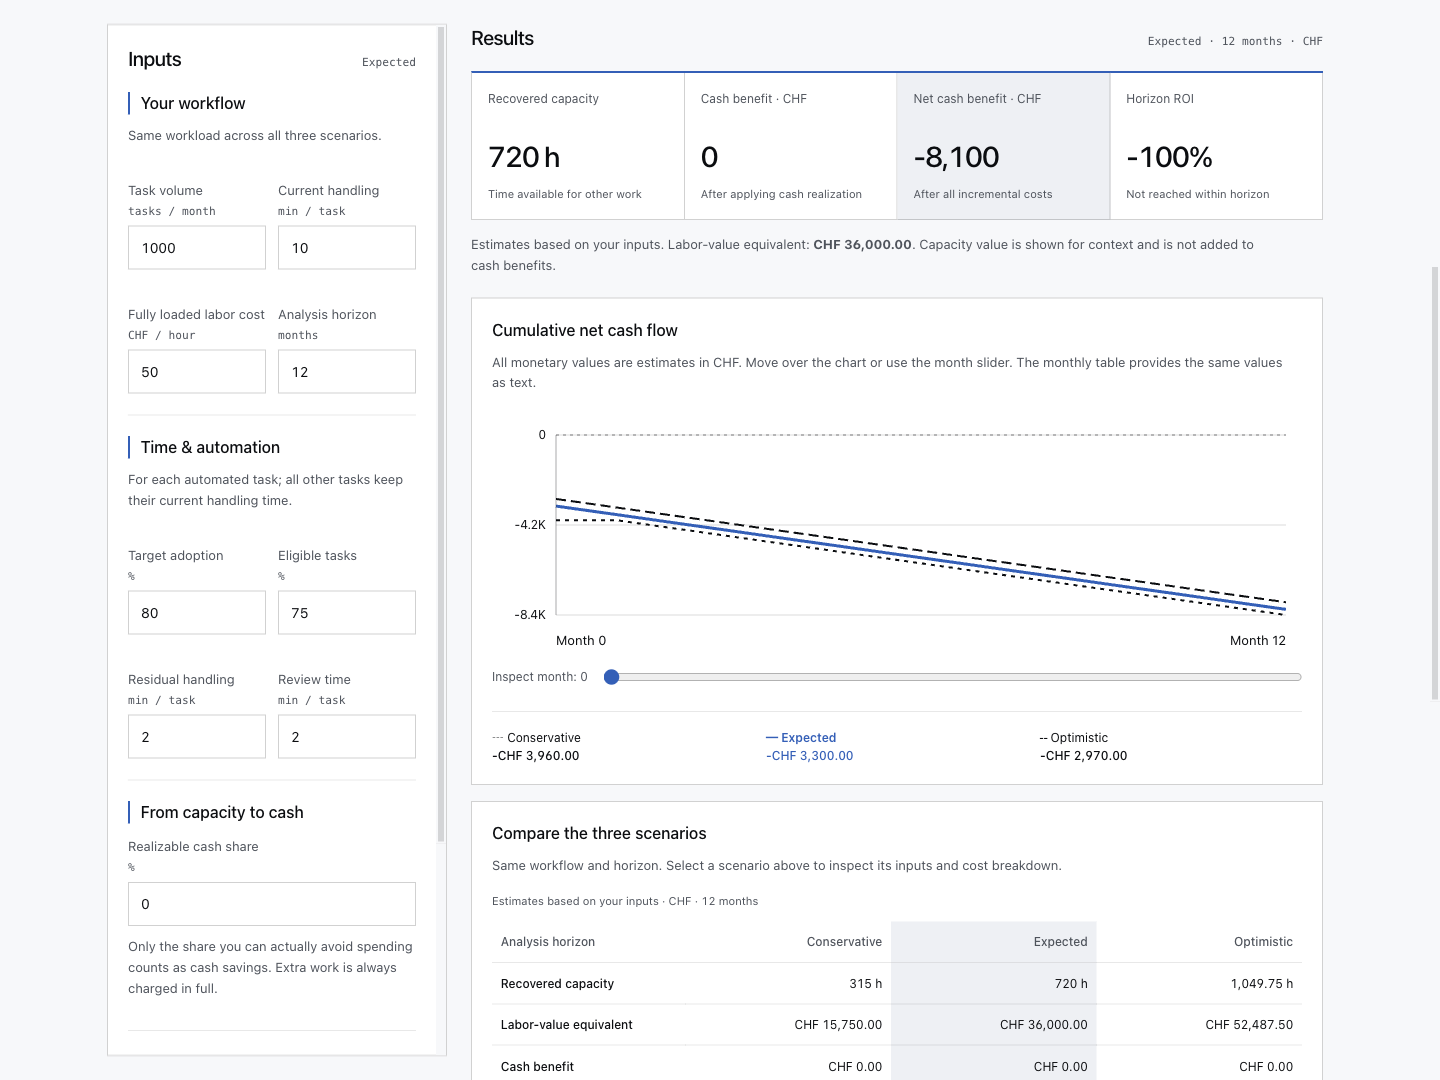 Inputs
Expected
Your workflow
Same workload across all three scenarios.
Task volume
tasks / month
1000
Current handling
min / task
10
Fully loaded labor cost
CHF / hour
50
Analysis horizon
months
12
Time & automation
For each automated task; all other tasks keep
their current handling time.
Target adoption
%
80
Eligible tasks
%
75
Residual handling
min / task
2
Review time
min / task
2
From capacity to cash
Realizable cash share
%
0
Only the share you can actually avoid spending
counts as cash savings. Extra work is always
charged in full.
Results
Expected · 12 months · CHF
Recovered capacity
720 h
Time available for other work
Cash benefit · CHF
0
After applying cash realization
Net cash benefit · CHF
-8,100
After all incremental costs
Horizon ROI
-100%
Not reached within horizon
Estimates based on your inputs. Labor-value equivalent: CHF 36,000.00. Capacity value is shown for context and is not added to
cash benefits.
Cumulative net cash flow
All monetary values are estimates in CHF. Move over the chart or use the month slider. The monthly table provides the same values
as text.
0
-4.2K
-8.4K
Month 0
Month 12
Inspect month: 0
--- Conservative
-CHF 3,960.00
— Expected
-CHF 3,300.00
-- Optimistic
-CHF 2,970.00
Compare the three scenarios
Same workflow and horizon. Select a scenario above to inspect its inputs and cost breakdown.
Estimates based on your inputs · CHF · 12 months
Analysis horizon Conservative Expected Optimistic
Recovered capacity 315 h 720 h 1,049.75 h
Labor-value equivalent CHF 15,750.00 CHF 36,000.00 CHF 52,487.50
Cash benefit CHF 0.00 CHF 0.00 CHF 0.00